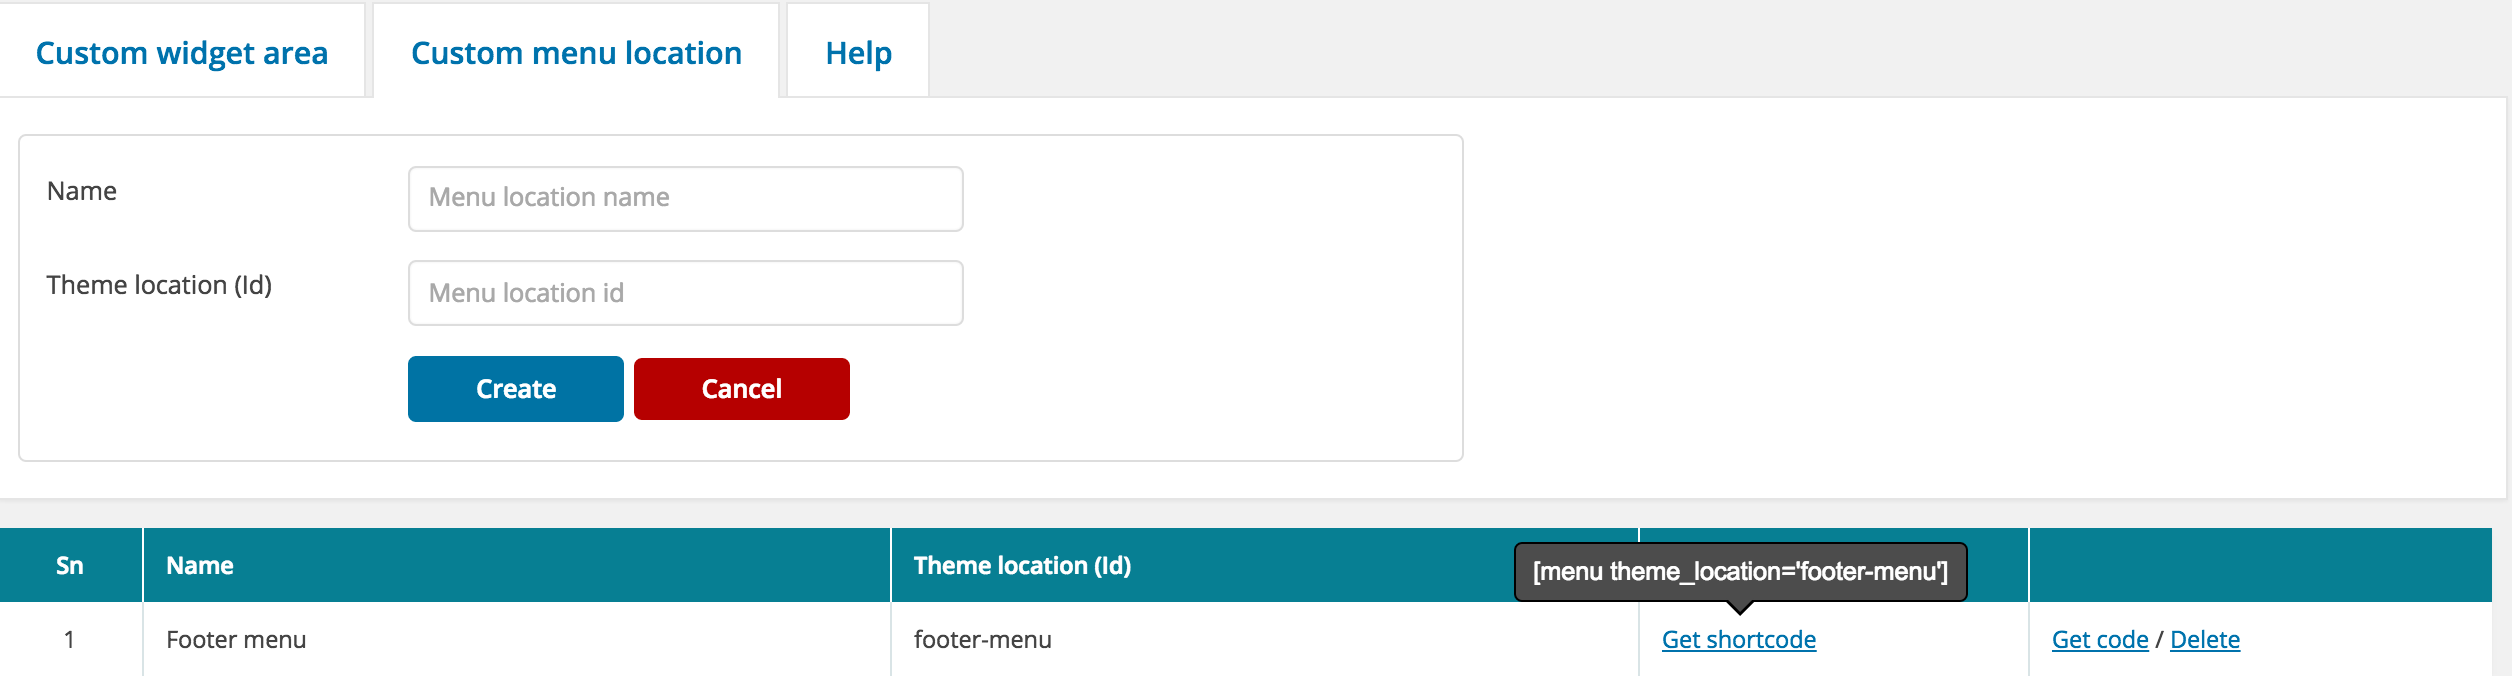 Custom widget area Custom menu location Help
Name Menu location name
Theme location (Id) Menu location id
Create Cancel
Sn Name Theme location (Id) [menu theme_location='footer-menu']
1 Footer menu footer-menu Get shortcode Get code / Delete